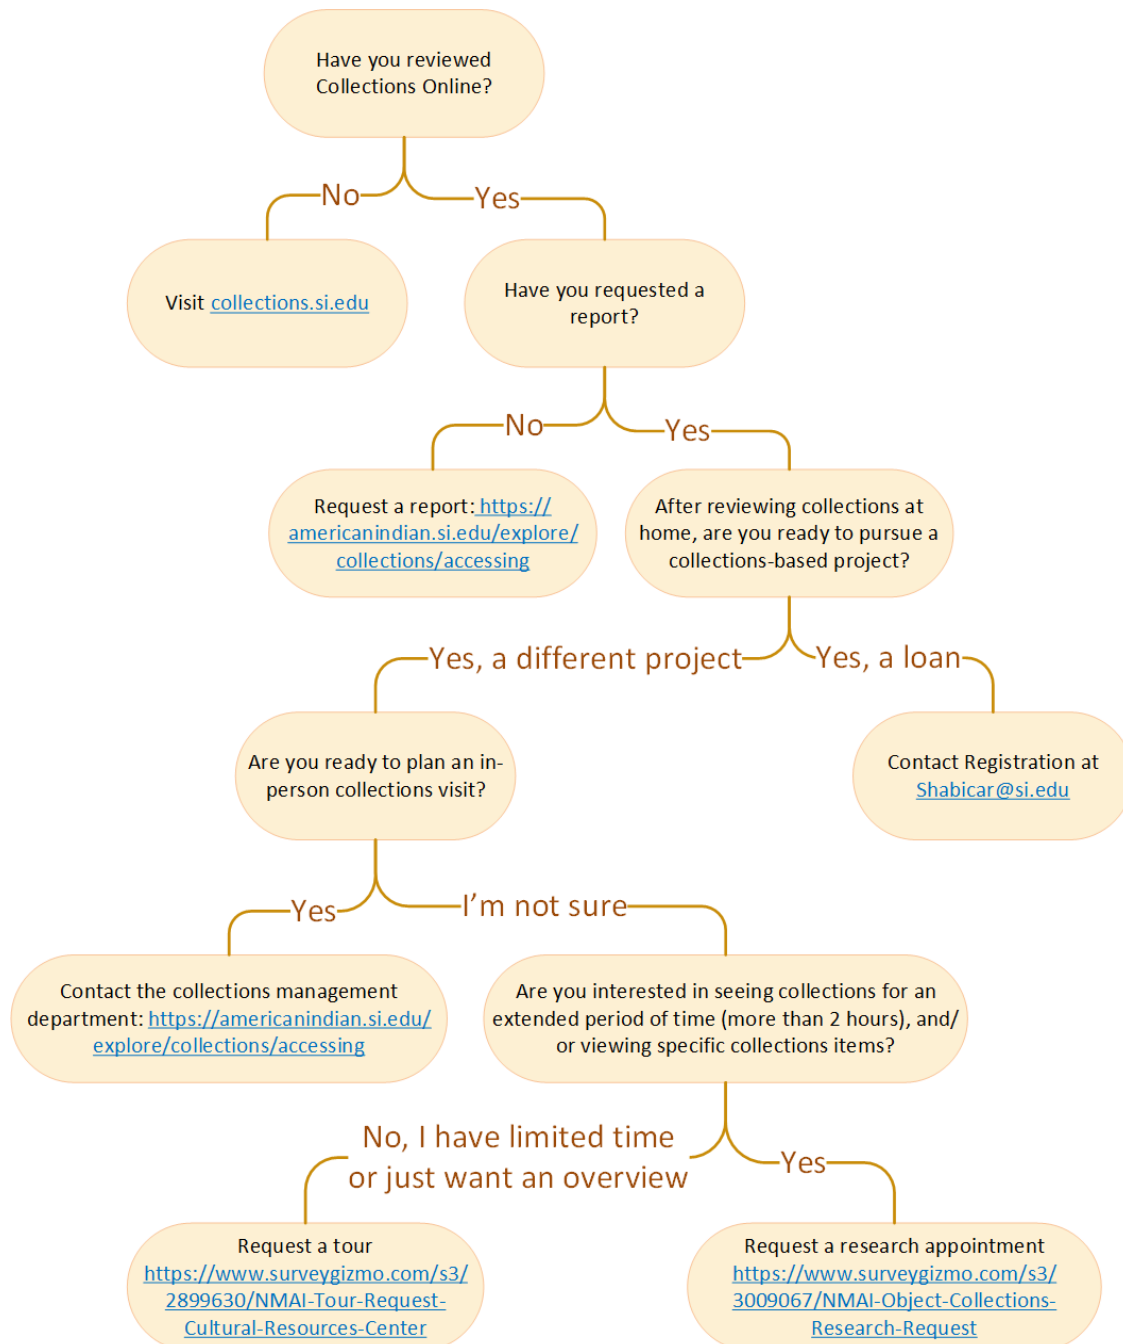 Have you reviewed
Collections Online?
No
Yes
Visit collections.si.edu
Have you requested a
report?
No
Yes
Request a report: https://
americanindian.si.edu/explore/
collections/accessing
After reviewing collections at
home, are you ready to pursue a
collections-based project?
Yes, a different project
Yes, a loan
Are you ready to plan an in-
person collections visit?
Contact Registration at
Shabicar@si.edu
Yes
I'm not sure
Contact the collections management
department: https://americanindian.si.edu/
explore/collections/accessing
Are you interested in seeing collections for an
extended period of time (more than 2 hours), and/
or viewing specific collections items?
No, I have limited time
or just want an overview
Yes
Request a tour
https://www.surveygizmo.com/s3/
2899630/NMAI-Tour-Request-
Cultural-Resources-Center
Request a research appointment
https://www.surveygizmo.com/s3/
3009067/NMAI-Object-Collections-
Research-Request